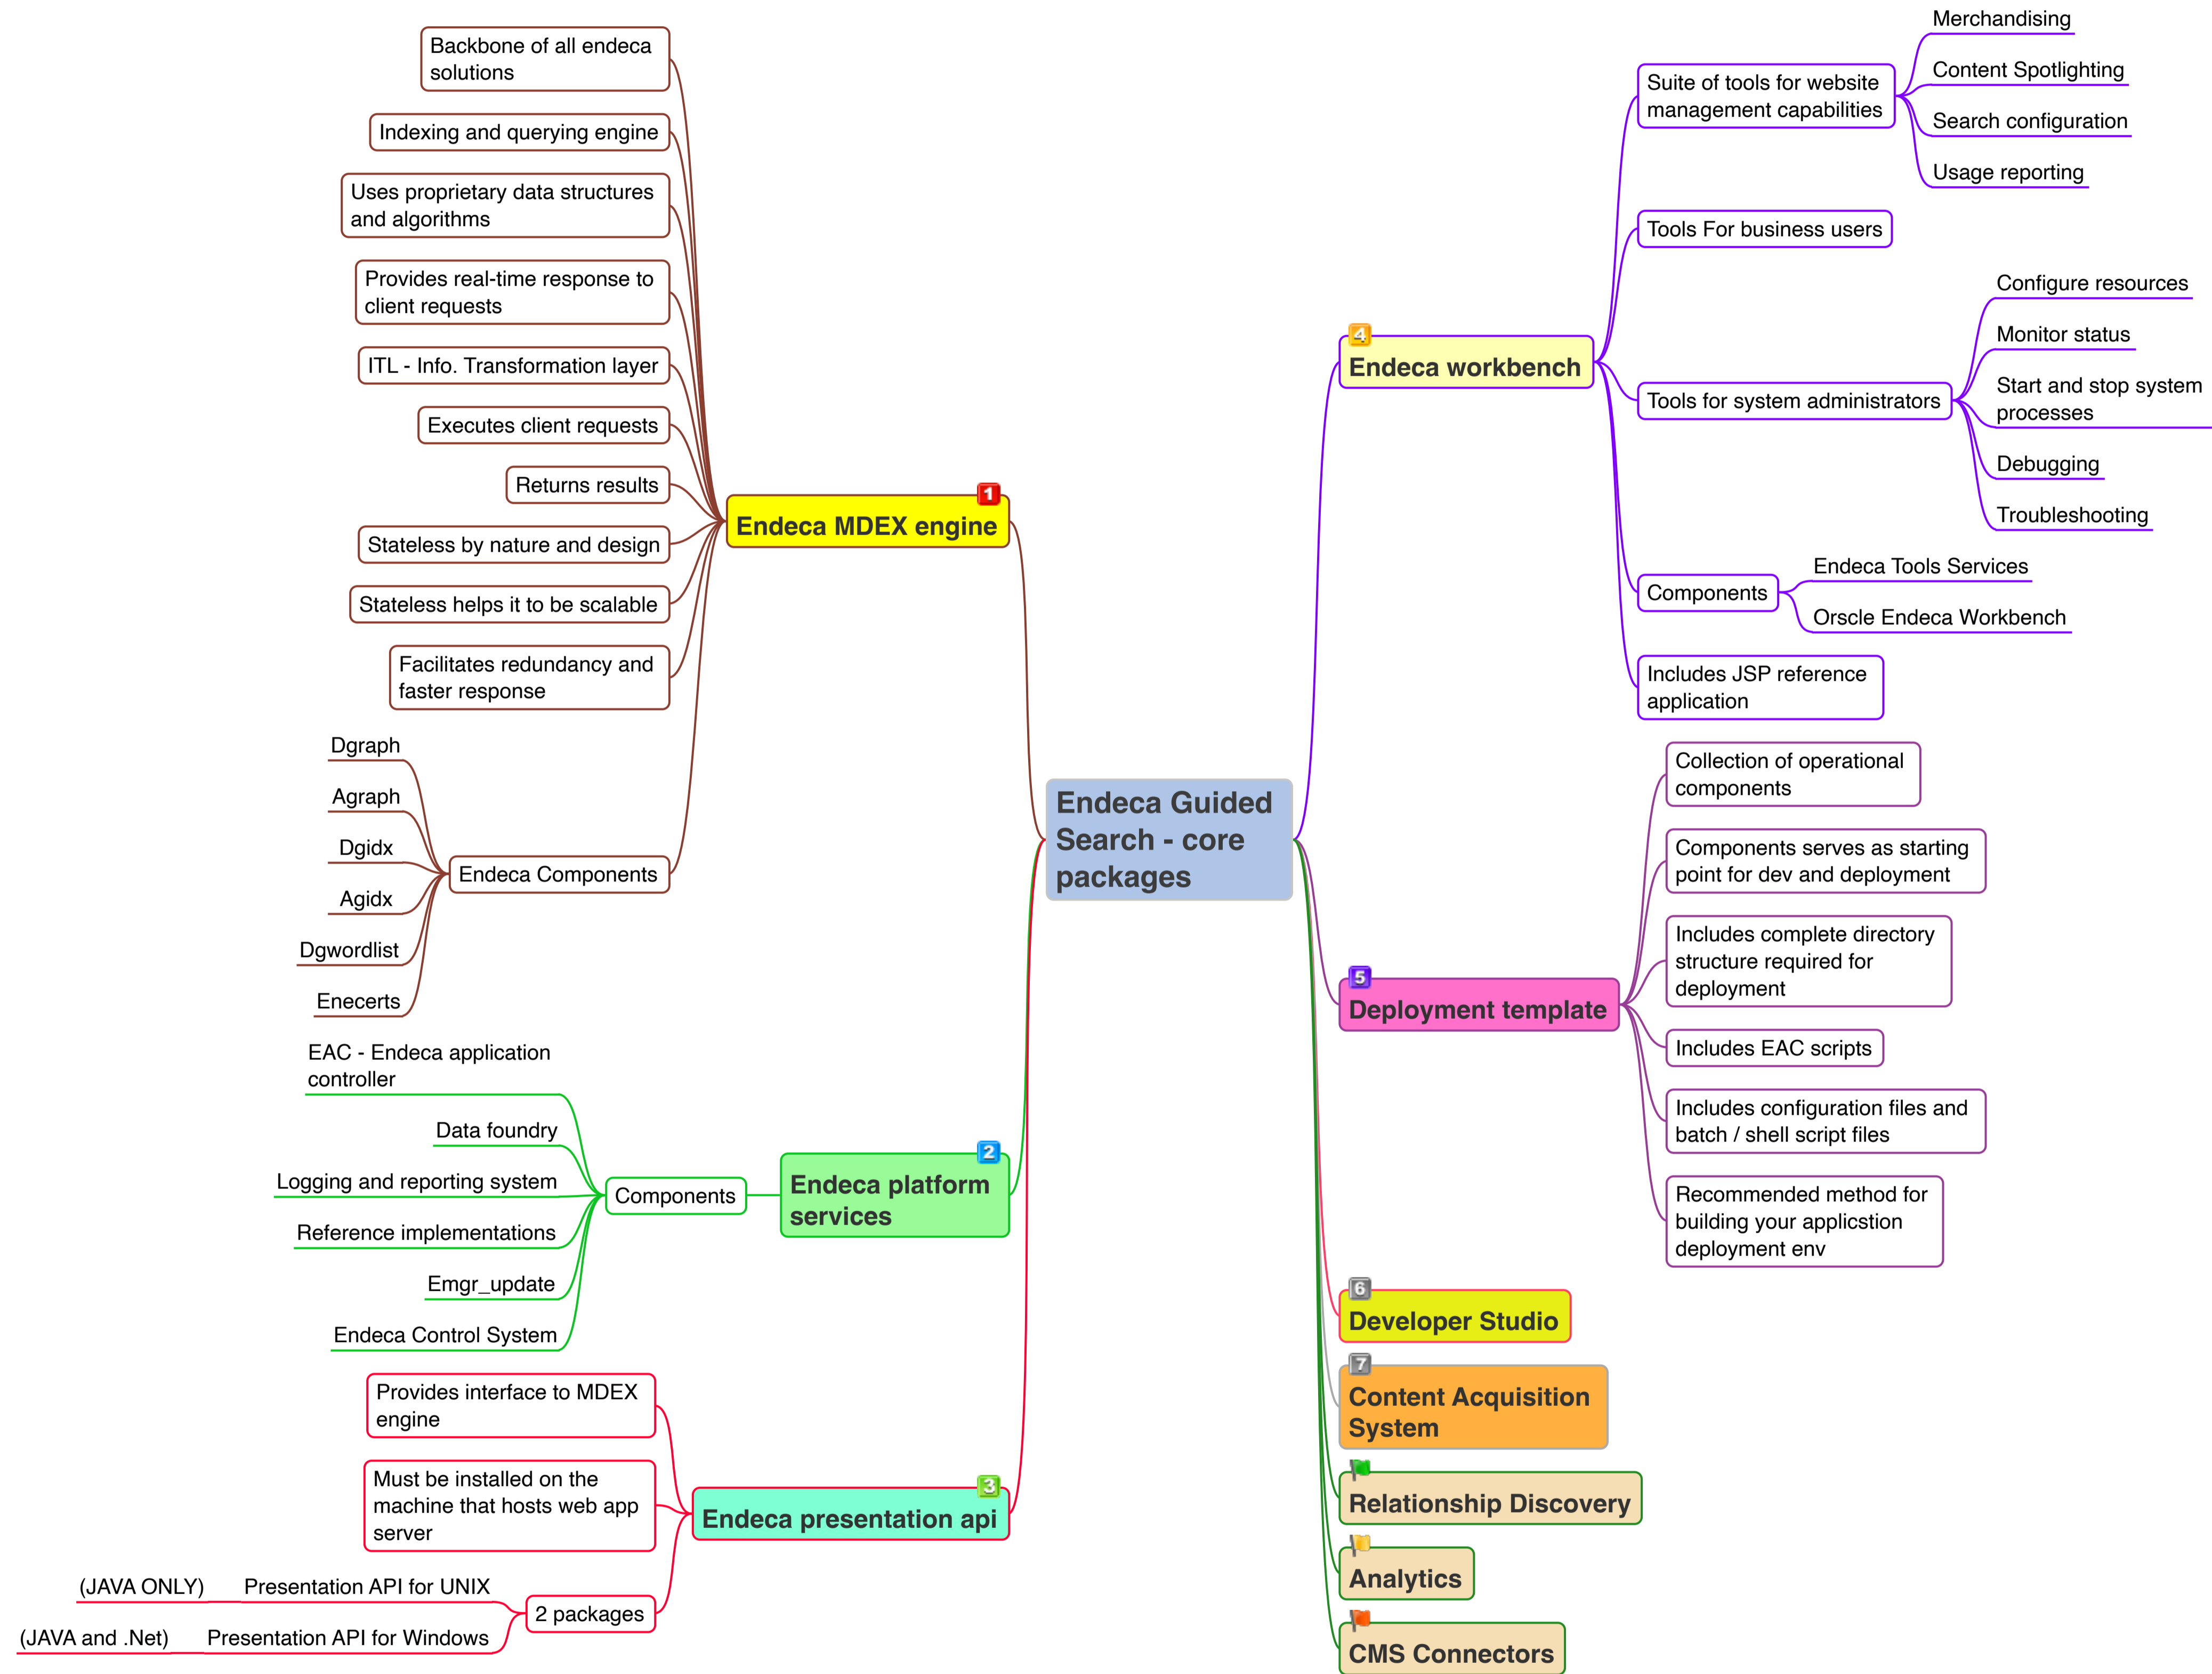 Endeca Guided
Search - core
packages
1
Endeca MDEX engine
Backbone of all endeca
solutions
Indexing and querying engine
Uses proprietary data structures
and algorithms
Provides real-time response to
client requests
ITL - Info. Transformation layer
Executes client requests
Returns results
Stateless by nature and design
Stateless helps it to be scalable
Facilitates redundancy and
faster response
Endeca Components
Dgraph
Agraph
Dgidx
Agidx
Dgwordlist
Enecerts
2
Endeca platform
services
Components
EAC - Endeca application
controller
Data foundry
Logging and reporting system
Reference implementations
Emgr_update
Endeca Control System
3
Endeca presentation api
Provides interface to MDEX
engine
Must be installed on the
machine that hosts web app
server
2 packages
Presentation API for UNIX
(JAVA ONLY)
Presentation API for Windows
(JAVA and .Net)
4
Endeca workbench
Suite of tools for website
management capabilities
Merchandising
Content Spotlighting
Search configuration
Usage reporting
Tools For business users
Tools for system administrators
Configure resources
Monitor status
Start and stop system
processes
Debugging
Troubleshooting
Components
Endeca Tools Services
Orscle Endeca Workbench
Includes JSP reference
application
5
Deployment template
Collection of operational
components
Components serves as starting
point for dev and deployment
Includes complete directory
structure required for
deployment
Includes EAC scripts
Includes configuration files and
batch / shell script files
Recommended method for
building your applicstion
deployment env
6
Developer Studio
7
Content Acquisition
System
Relationship Discovery
Analytics
CMS Connectors